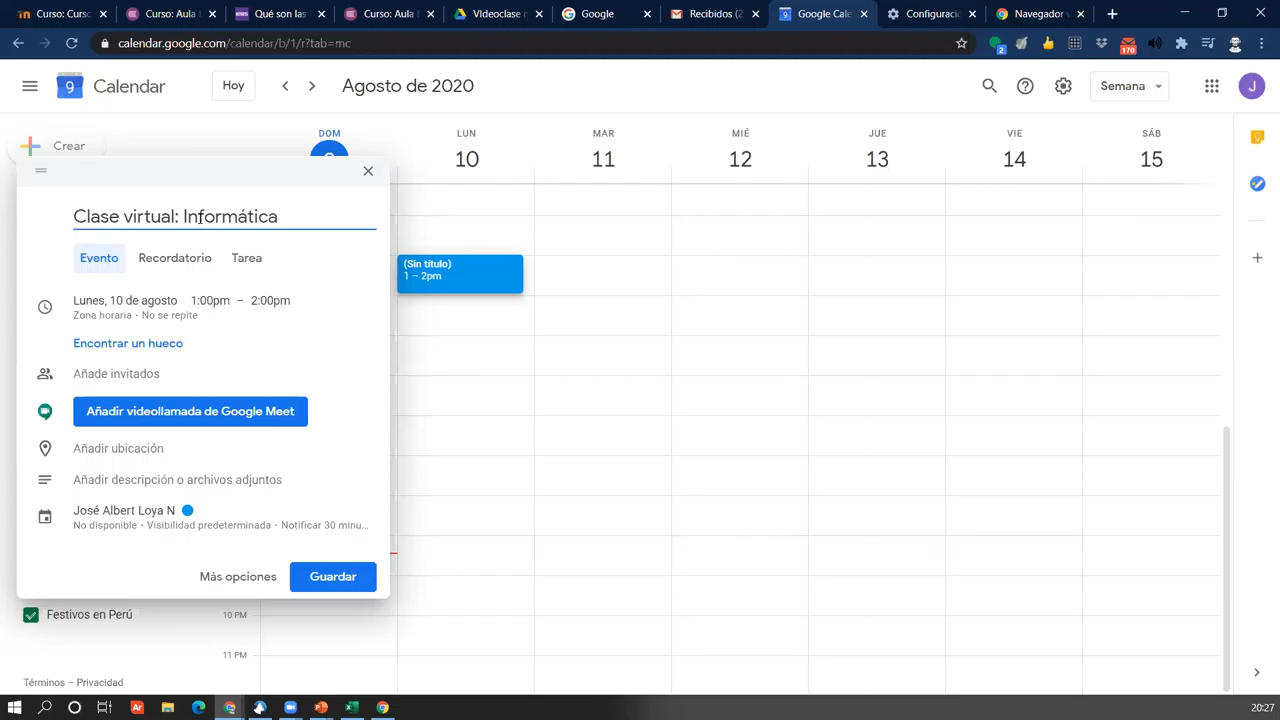 Curso: Curso:
Curso: Aula
Qué son las
Curso: Aula
VIdeoclase
Google
Recibidos (2
Google Cale
Configuració
Navegador
calendar.google.com/calendar/b/1/r?tab=mc
2
170
9
Calendar
Hoy
Agosto de 2020
Semana
J
Crear
DOM
LUN
MAR
MIÉ
JUE
VIE
SÁB
10
11
12
13
14
15
Clase virtual: Informática
Evento
Recordatorio
Tarea
Lunes, 10 de agosto 1:00pm – 2:00pm
Zona horaria • No se repite
Encontrar un hueco
Añade invitados
Añadir videollamada de Google Meet
Añadir ubicación
Añadir descripción o archivos adjuntos
José Albert Loya N
No disponible • Visibilidad predeterminada • Notificar 30 minu...
Más opciones
Guardar
(Sin título)
1 – 2pm
Festivos en Perú
10 PM
11 PM
Términos – Privacidad
Ar
20:27